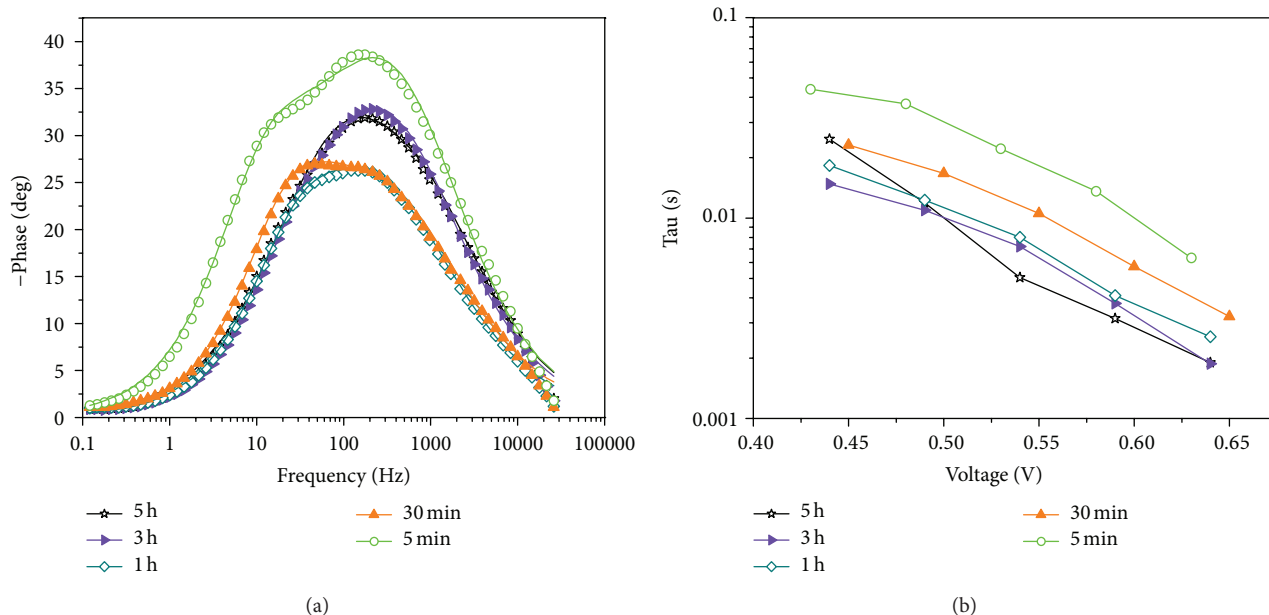 40
35
30
25
20
15
10
5
0
−Phase (deg)
0.1 1 10 100 1000 10000 100000
Frequency (Hz)
5 h
3 h
1 h
30 min
5 min
(a)
0.1
0.01
0.001
Tau (s)
0.40 0.45 0.50 0.55 0.60 0.65
Voltage (V)
5 h
3 h
1 h
30 min
5 min
(b)